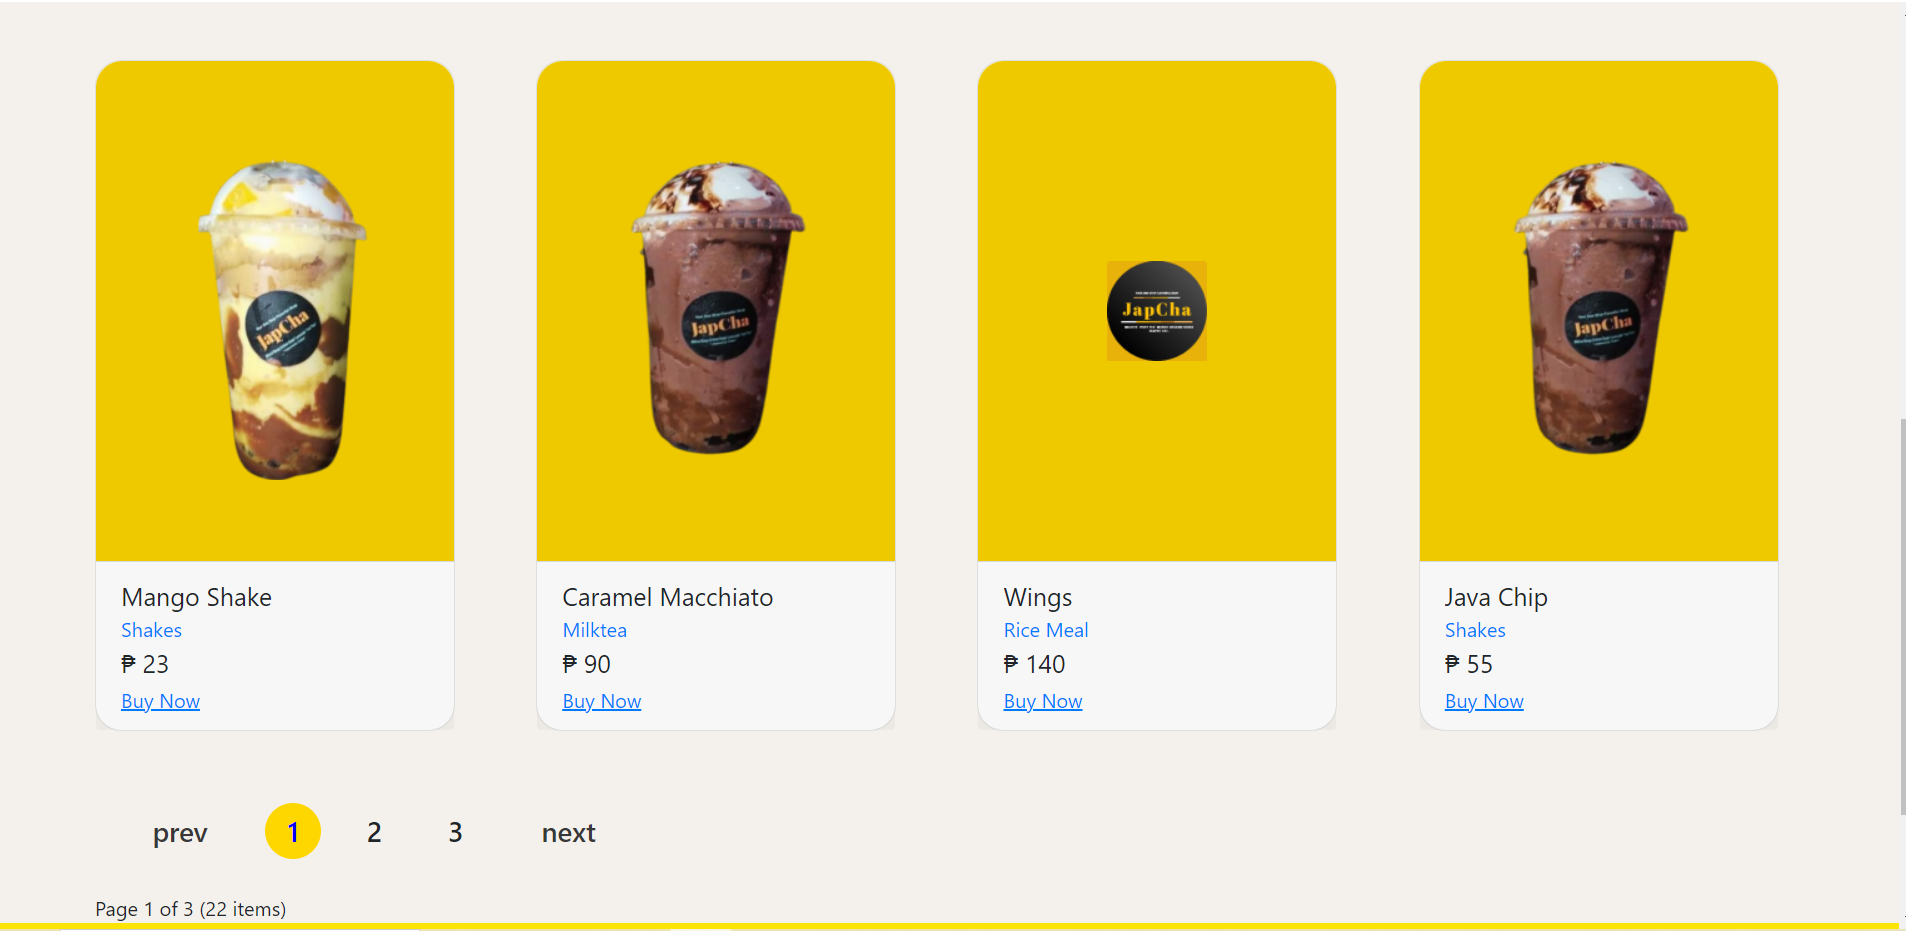 JapCha
JapCha
JapCha
JapCha
Mango Shake
Shakes
₱ 23
Buy Now
Caramel Macchiato
Milktea
₱ 90
Buy Now
Wings
Rice Meal
₱ 140
Buy Now
Java Chip
Shakes
₱ 55
Buy Now
prev 1 2 3 next
Page 1 of 3 (22 items)